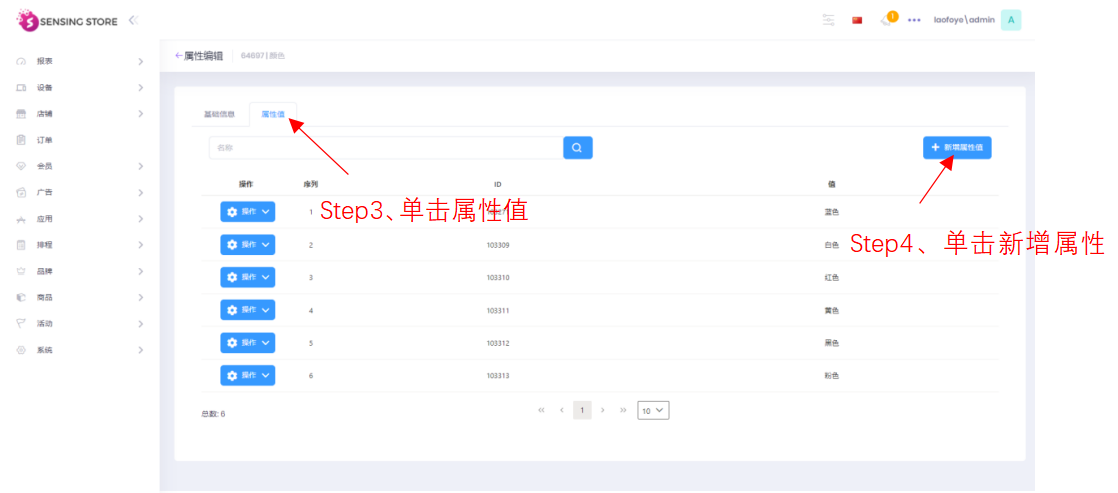 SENSING STORE
1
laofoye\admin
A
报表
设备
店铺
订单
会员
广告
应用
排程
品牌
商品
活动
系统
属性编辑
64697 | 颜色
基础信息
属性值
名称
新增属性值
操作
序列
ID
值
操作
1
蓝色
Step3、单击属性值
操作
2
103309
白色
Step4、单击新增属性
操作
3
103310
红色
操作
4
103311
黄色
操作
5
103312
黑色
操作
6
103313
粉色
总数: 6
1
10